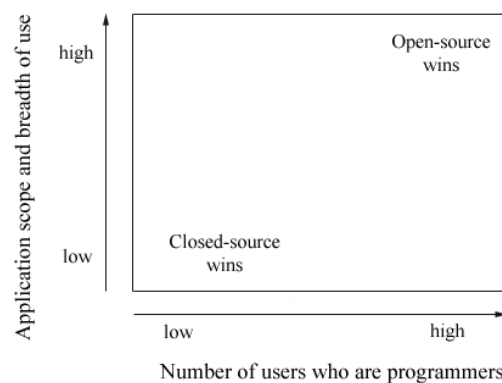 Application scope and breadth of use
high
low
Open-source
wins
Closed-source
wins
low
high
Number of users who are programmers